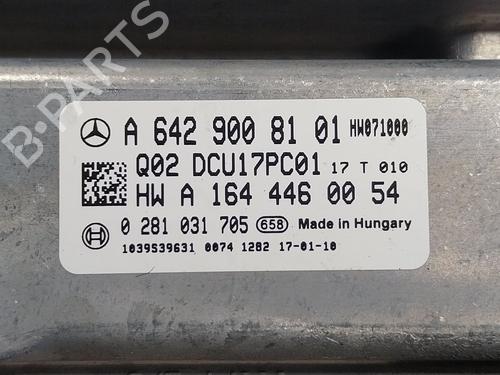 A 642 900 81 01 HW071000
Q02 DCU17PC01 17 T 010
HW A 164 446 00 54
0 281 031 705 658 Made in Hungary
1039539631 0074 1282 17-01-10
B-PARTS